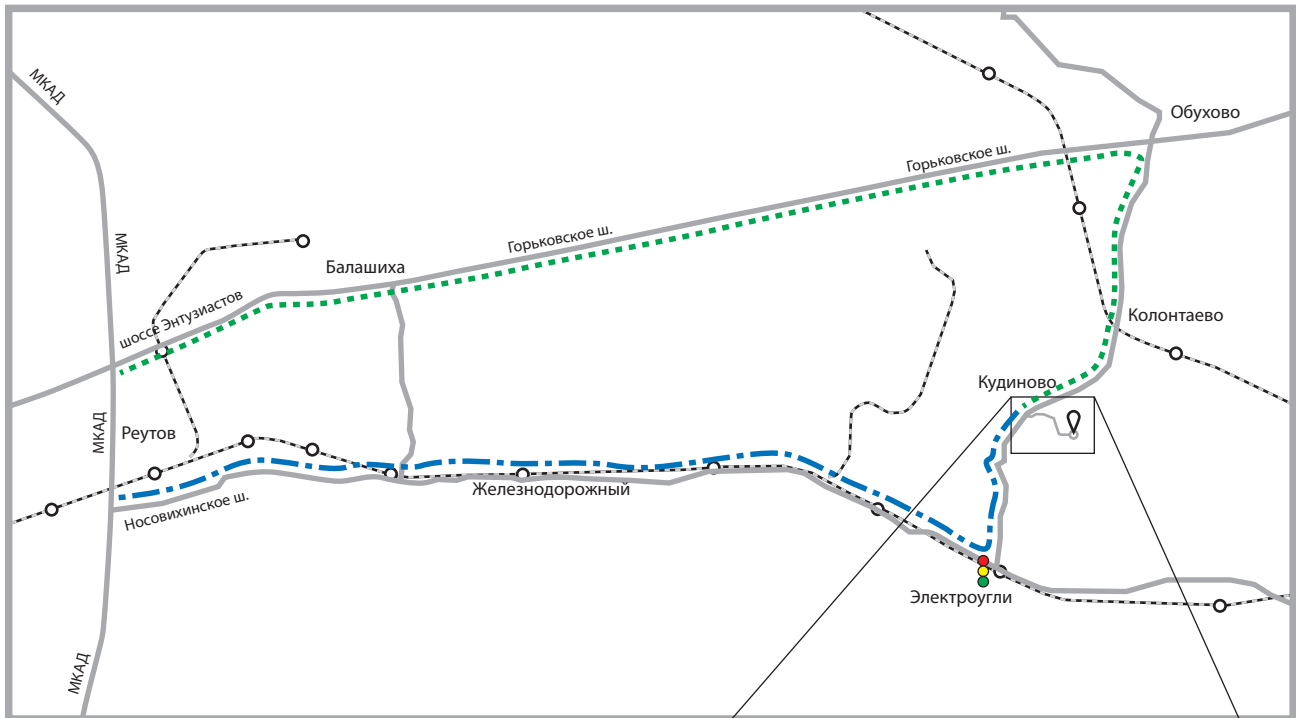 МКАД
Обухово
Горьковское ш.
МКАД
Горьковское ш.
Балашиха
шоссе Энтузиастов
Колонтаево
Кудиново
МКАД
Реутов
Железнодорожный
Носовихинское ш.
Электроугли
МКАД